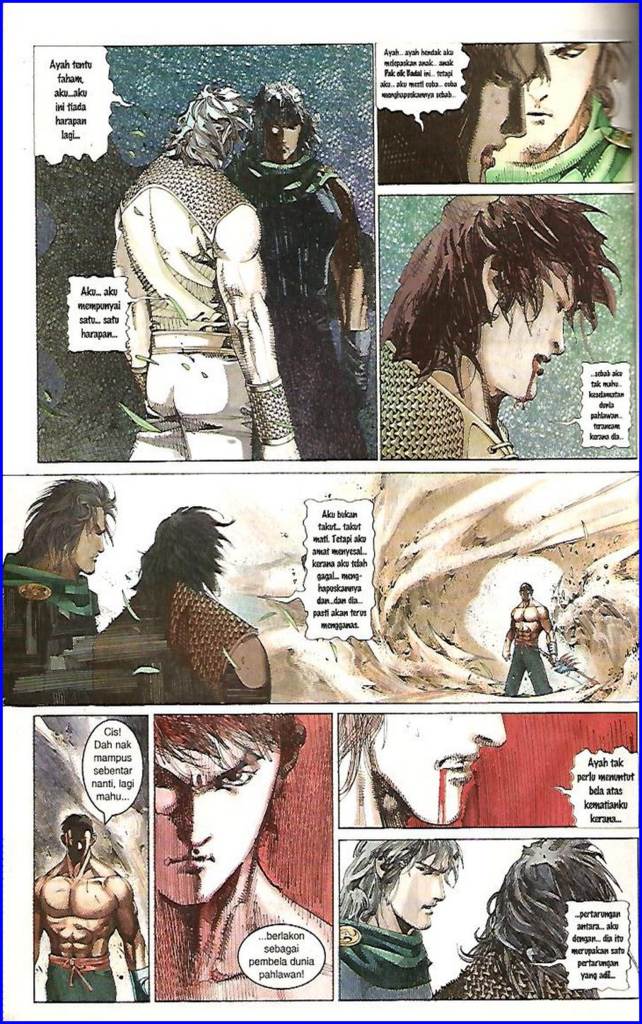 Ayah tentu
faham,
aku...aku
ini tiada
harapan
lagi...
Aku... aku
mempunyai
satu... satu
harapan...
Ayah.. ayah hendak aku
melepaskan anak.. anak
Pak cik Badai ini.. tetapi
aku.. aku mesti cuba.. cuba
menghapuskannya sebab..
..sebab aku
tak mahu..
keselamatan
dunia
pahlawan..
terancam
kerana dia..
Aku bukan
takut... takut
mati. Tetapi aku
amat menyesal...
kerana aku telah
gagal... meng-
hapuskannya
dan..dan dia...
pasti akan terus
mengganas.
Cis!
Dah nak
mampus
sebentar
nanti, lagi
mahu...
...berlakon
sebagai
pembela dunia
pahlawan!
Ayah tak
perlu menuntut
bela atas
kematianku
kerana...
..pertarungan
antara... aku
dengan... dia itu
merupakan satu
pertarungan
yang adil...